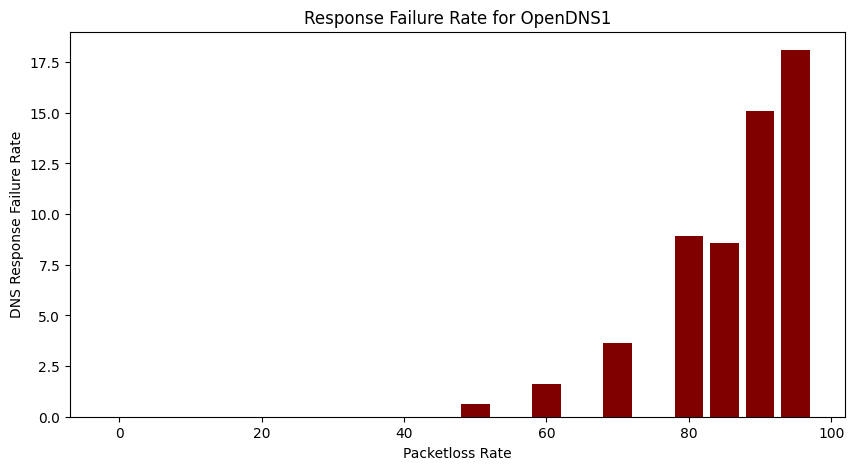 Response Failure Rate for OpenDNS1
DNS Response Failure Rate
17.5
15.0
12.5
10.0
7.5
5.0
2.5
0.0
0 20 40 60 80 100
Packetloss Rate